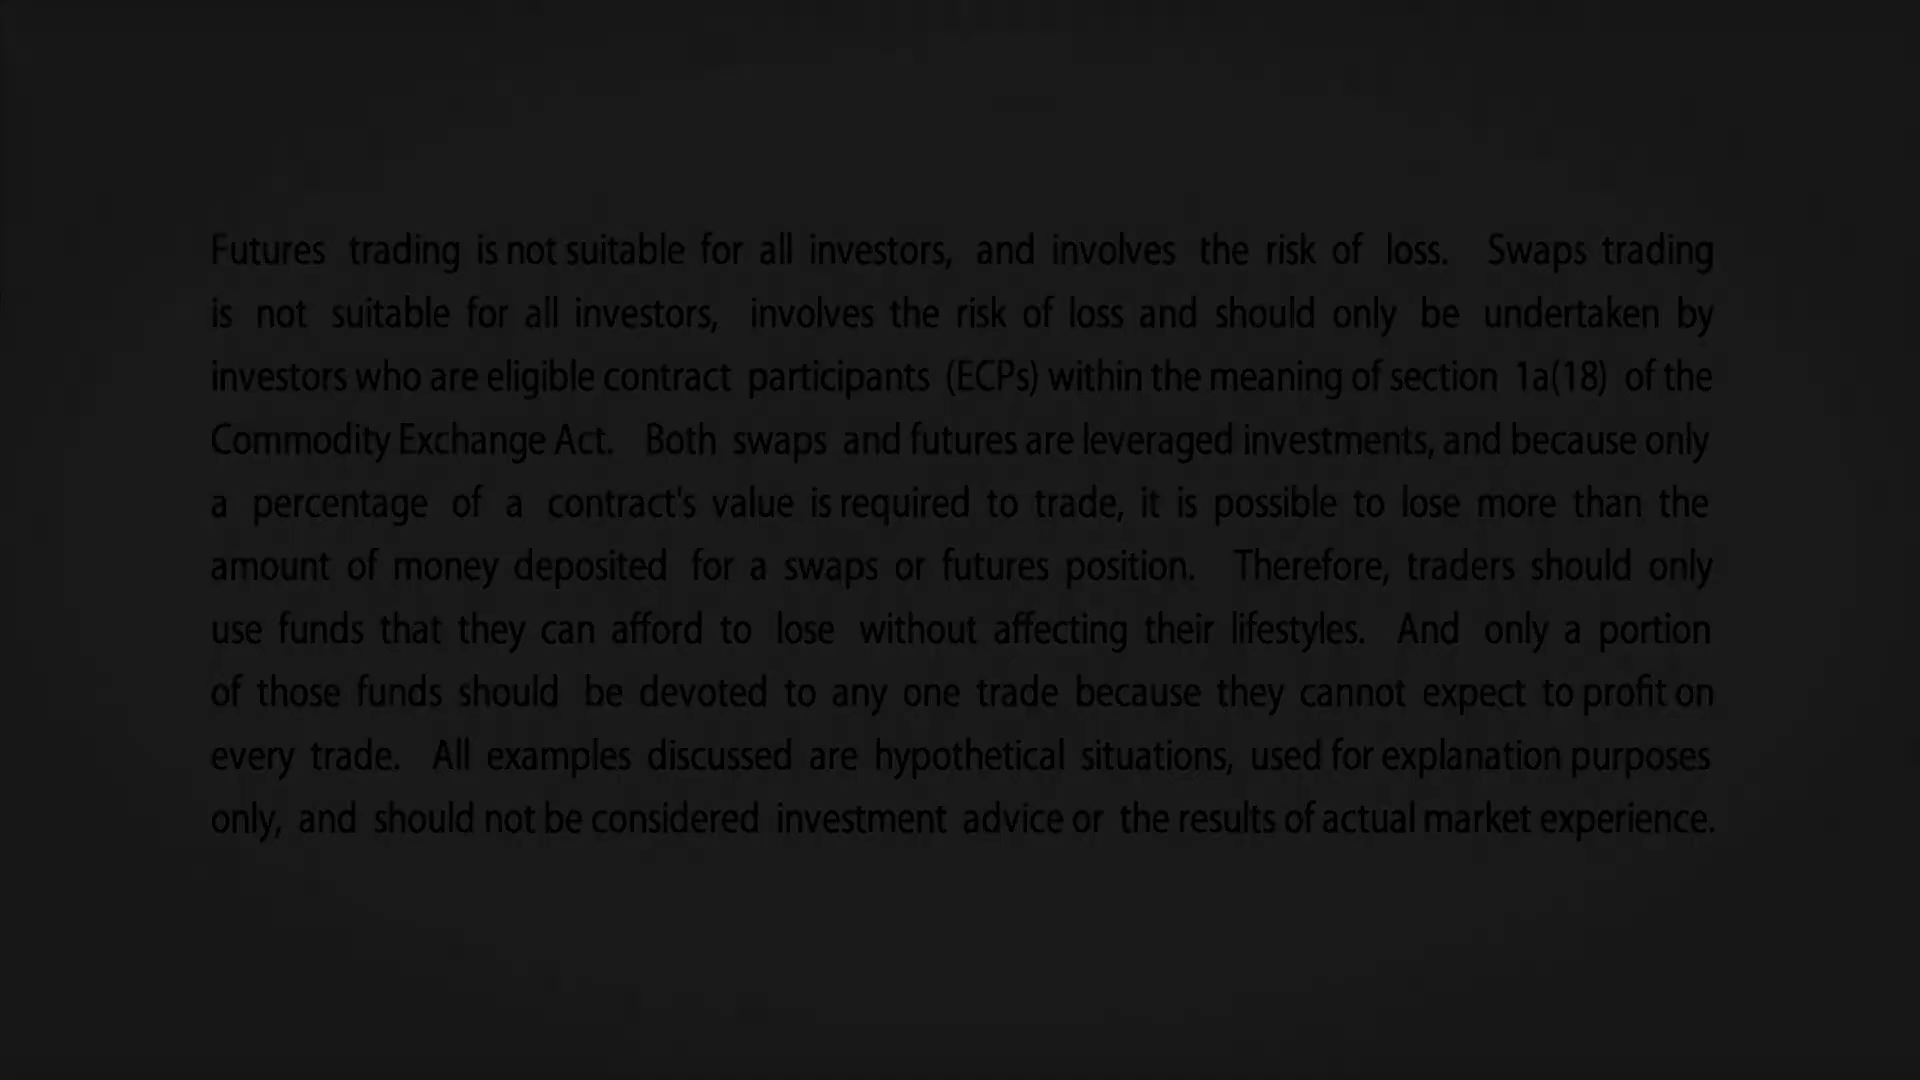 Futures trading is not suitable for all investors, and involves the risk of loss. Swaps trading
is not suitable for all investors, involves the risk of loss and should only be undertaken by
investors who are eligible contract participants (ECPs) within the meaning of section 1a(18) of the
Commodity Exchange Act. Both swaps and futures are leveraged investments, and because only
a percentage of a contract's value is required to trade, it is possible to lose more than the
amount of money deposited for a swaps or futures position. Therefore, traders should only
use funds that they can afford to lose without affecting their lifestyles. And only a portion
of those funds should be devoted to any one trade because they cannot expect to profit on
every trade. All examples discussed are hypothetical situations, used for explanation purposes
only, and should not be considered investment advice or the results of actual market experience.